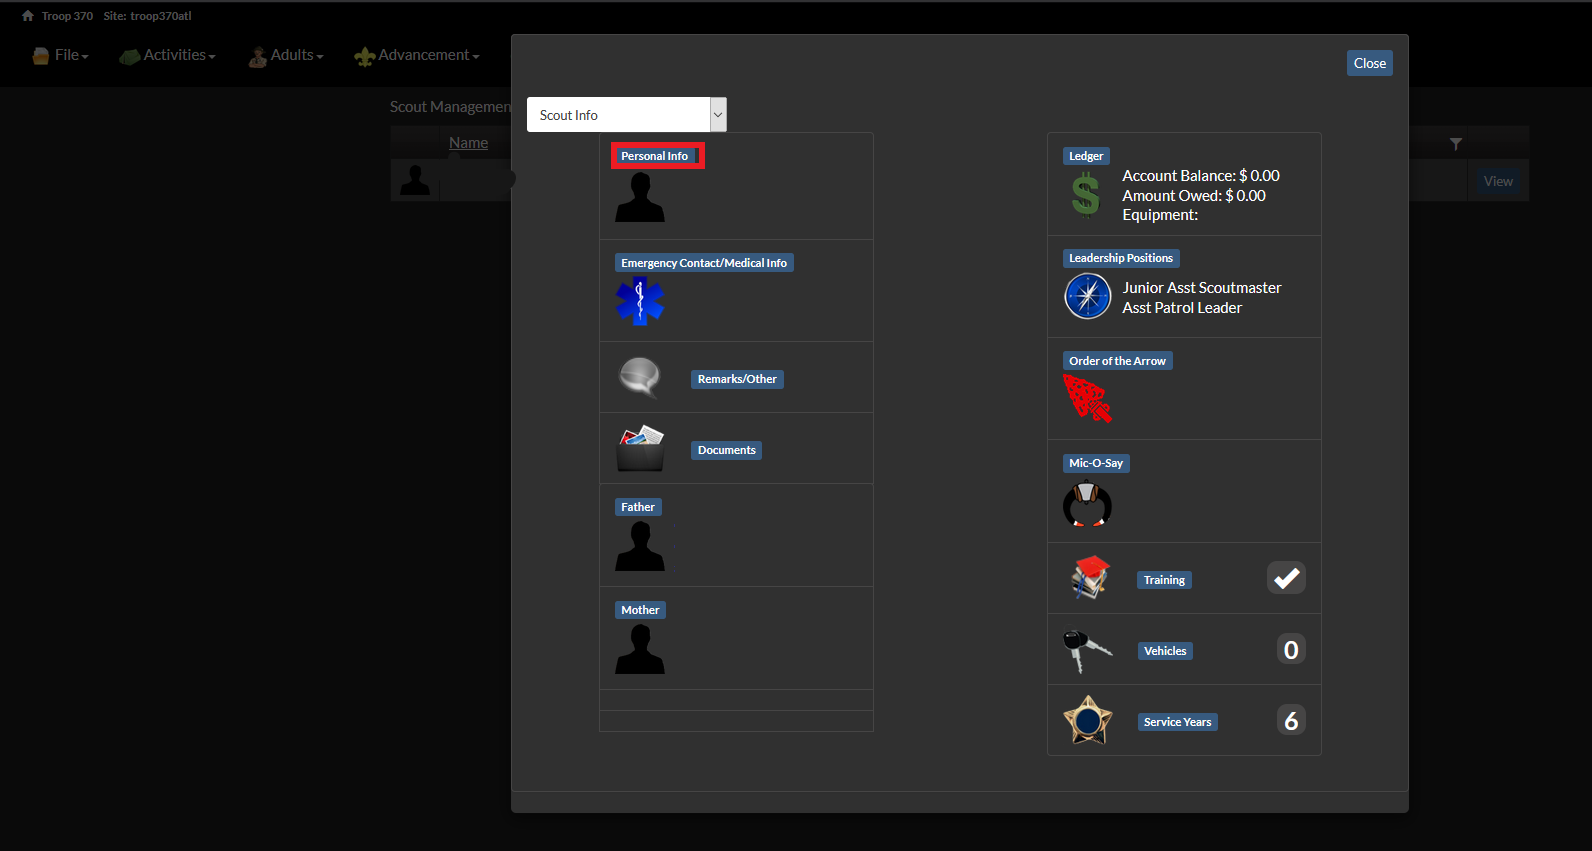 Troop 370 Site: troop370atl
File Activities Adults Advancement
Close
Scout Managemen
Name
View
Scout Info
Personal Info
Emergency Contact/Medical Info
Remarks/Other
Documents
Father
Mother
Ledger
Account Balance: $ 0.00
Amount Owed: $ 0.00
Equipment:
Leadership Positions
Junior Asst Scoutmaster
Asst Patrol Leader
Order of the Arrow
Mic-O-Say
Training
Vehicles 0
Service Years 6